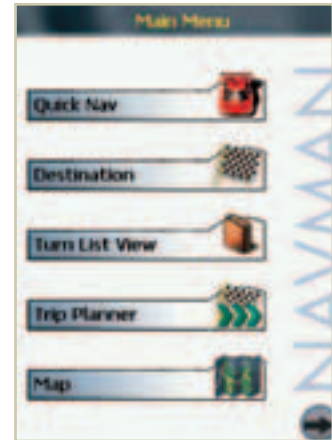 Main Menu
Quick Nav
Destination
Turn List View
Trip Planner
Map
NAVMAN